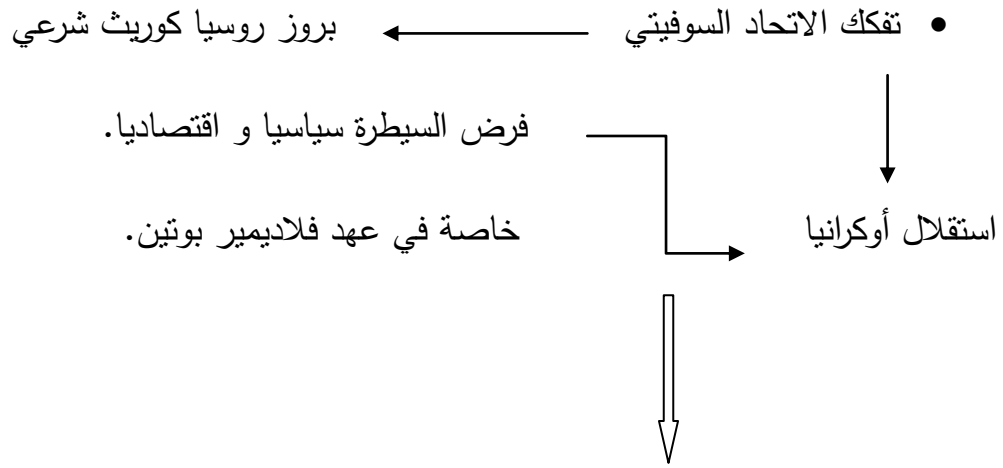 • تفكك الاتحاد السوفيتي بروز روسيا كوريث شرعي
فرض السيطرة سياسيا و اقتصاديا.
استقلال أوكرانيا خاصة في عهد فلاديمير بوتين.